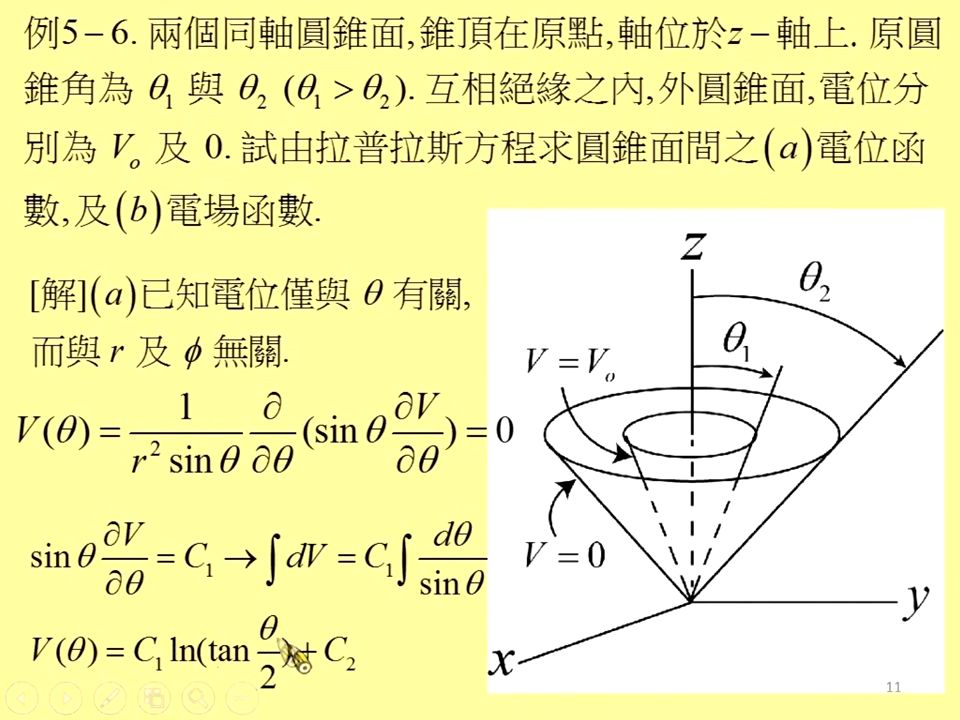 例5－6. 兩個同軸圓錐面,錐頂在原點,軸位於z－軸上. 原圓
錐角為 θ₁ 與 θ₂ (θ₁ > θ₂). 互相絕緣之內,外圓錐面,電位分
別為 Vₒ 及 0. 試由拉普拉斯方程求圓錐面間之(a)電位函
數,及(b)電場函數.
[解](a)已知電位僅與 θ 有關,
而與 r 及 ϕ 無關.
V(θ) = 1/(r² sin θ) ∂/∂θ (sin θ ∂V/∂θ) = 0
sin θ ∂V/∂θ = C₁ → ∫dV = C₁∫ dθ/sin θ
V(θ) = C₁ ln(tan θ/2) + C₂
z
θ₂
θ₁
V = Vₒ
V = 0
y
x
11